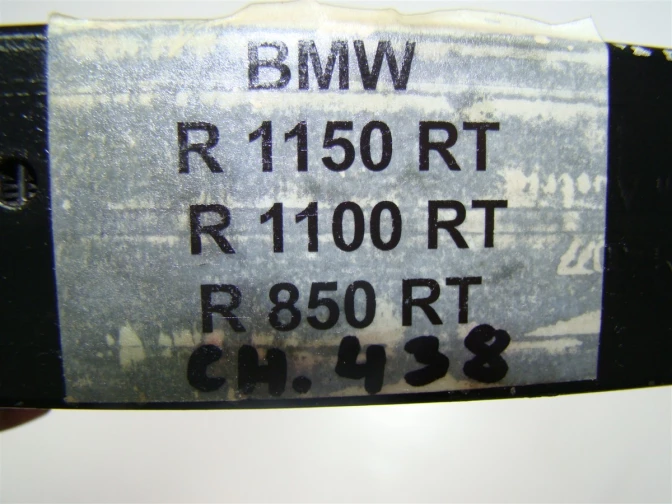 BMW
R 1150 RT
R 1100 RT
R 850 RT
CH. 438